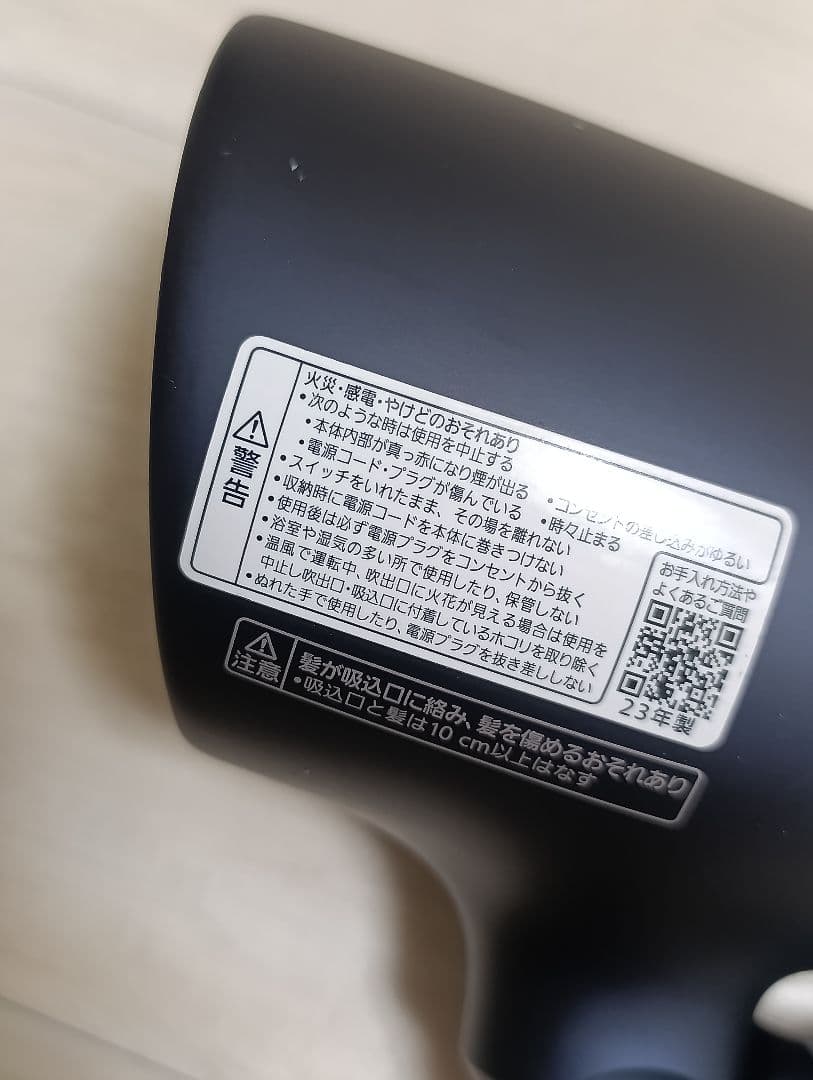 警告
火災・感電・やけどのおそれあり
•次のような時は使用を中止する
•本体内部が真っ赤になり煙が出る •コンセントの差し込みがゆるい
•電源コード・プラグが傷んでいる •時々止まる
•スイッチをいれたまま、その場を離れない
•収納時に電源コードを本体に巻きつけない
•使用後は必ず電源プラグをコンセントから抜く
•浴室や湿気の多い所で使用したり、保管しない
•温風で運転中、吹出口に火花が見える場合は使用を
中止し吹出口・吸込口に付着しているホコリを取り除く
•ぬれた手で使用したり、電源プラグを抜き差ししない
お手入れ方法や
よくあるご質問
23年製
注意
髪が吸込口に絡み、髪を傷めるおそれあり
•吸込口と髪は10 cm以上はなす